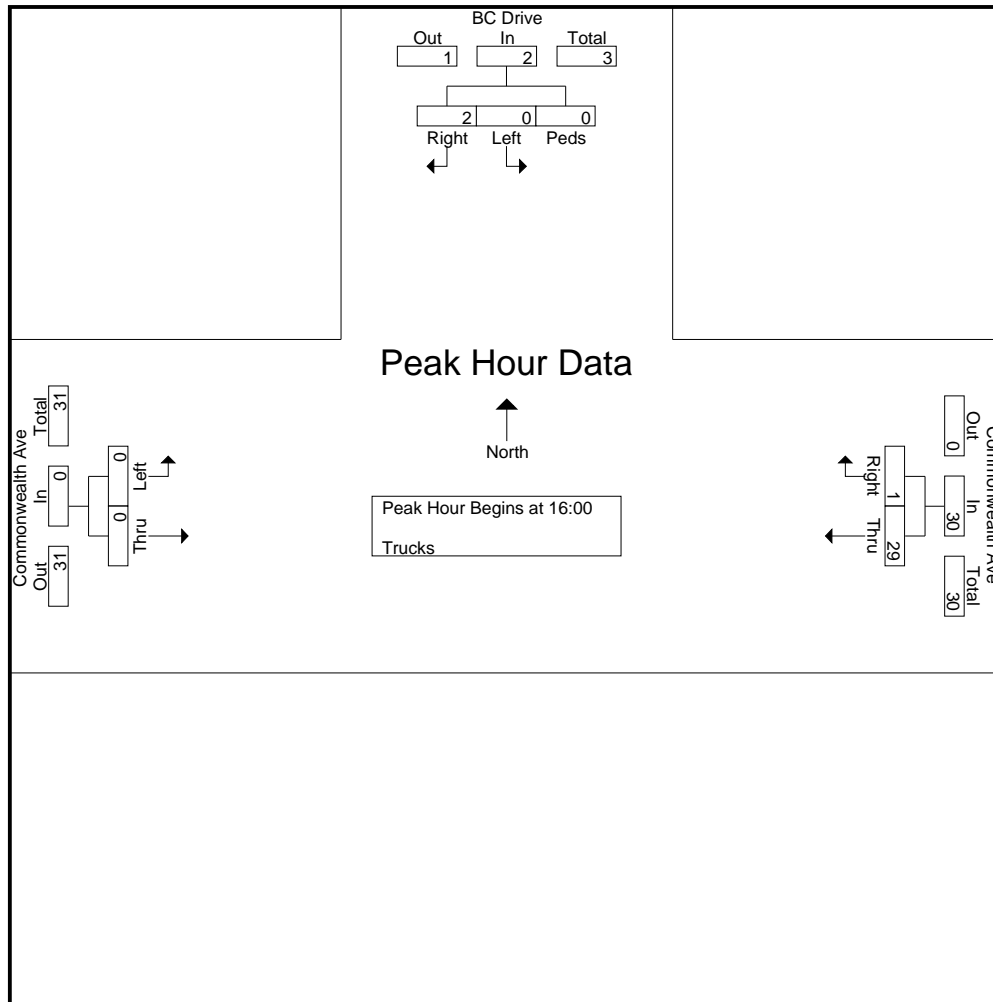 BC Drive
Out In Total
1 2 3
2 0 0
Right Left Peds
Peak Hour Data
North
Peak Hour Begins at 16:00
Trucks
Commonwealth Ave
Out In Total
31 0 31
Left Thru
0 0
Commonwealth Ave
Out In Total
0 30 30
1 29
Right Thru